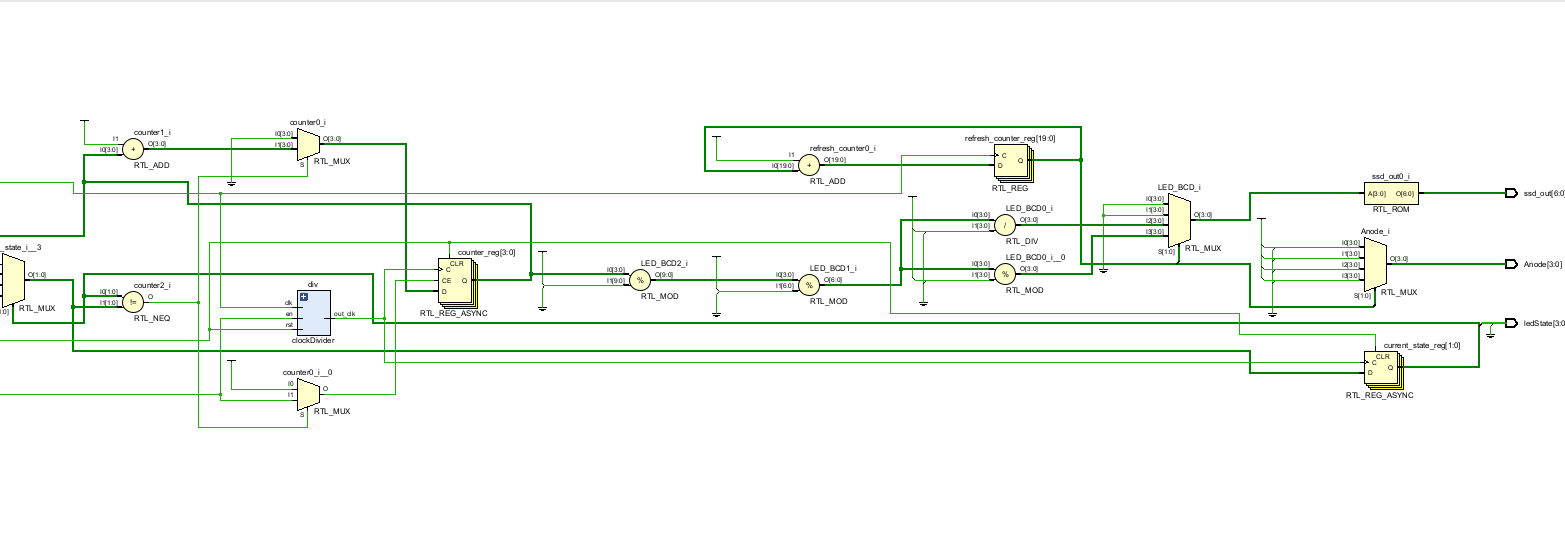 counter1_i
I1
I0[3:0]
+
O[3:0]
RTL_ADD
counter0_i
I0[3:0]
I1[3:0]
S
O[3:0]
RTL_MUX
state_i__3
O[1:0]
RTL_MUX
counter2_i
I0[1:0]
I1[1:0]
!=
O
RTL_NEQ
div
clk
en
rst
out_clk
clockDivider
counter0_i__0
I0
I1
S
O
RTL_MUX
counter_reg[3:0]
CLR
C
CE
D
Q
RTL_REG_ASYNC
LED_BCD2_i
I0[3:0]
I1[9:0]
%
O[9:0]
RTL_MOD
LED_BCD1_i
I0[3:0]
I1[6:0]
%
O[6:0]
RTL_MOD
refresh_counter0_i
I1
I0[19:0]
+
O[19:0]
RTL_ADD
refresh_counter_reg[19:0]
C
D
Q
RTL_REG
LED_BCD0_i
I0[3:0]
I1[3:0]
/
O[3:0]
RTL_DIV
LED_BCD0_i__0
I0[3:0]
I1[3:0]
%
O[3:0]
RTL_MOD
LED_BCD_i
I0[3:0]
I1[3:0]
I2[3:0]
I3[3:0]
S[1:0]
O[3:0]
RTL_MUX
ssd_out0_i
A[3:0]
O[6:0]
RTL_ROM
ssd_out[6:0]
Anode_i
I0[3:0]
I1[3:0]
I2[3:0]
I3[3:0]
S[1:0]
O[3:0]
RTL_MUX
Anode[3:0]
ledState[3:0
current_state_reg[1:0]
CLR
C
D
Q
RTL_REG_ASYNC